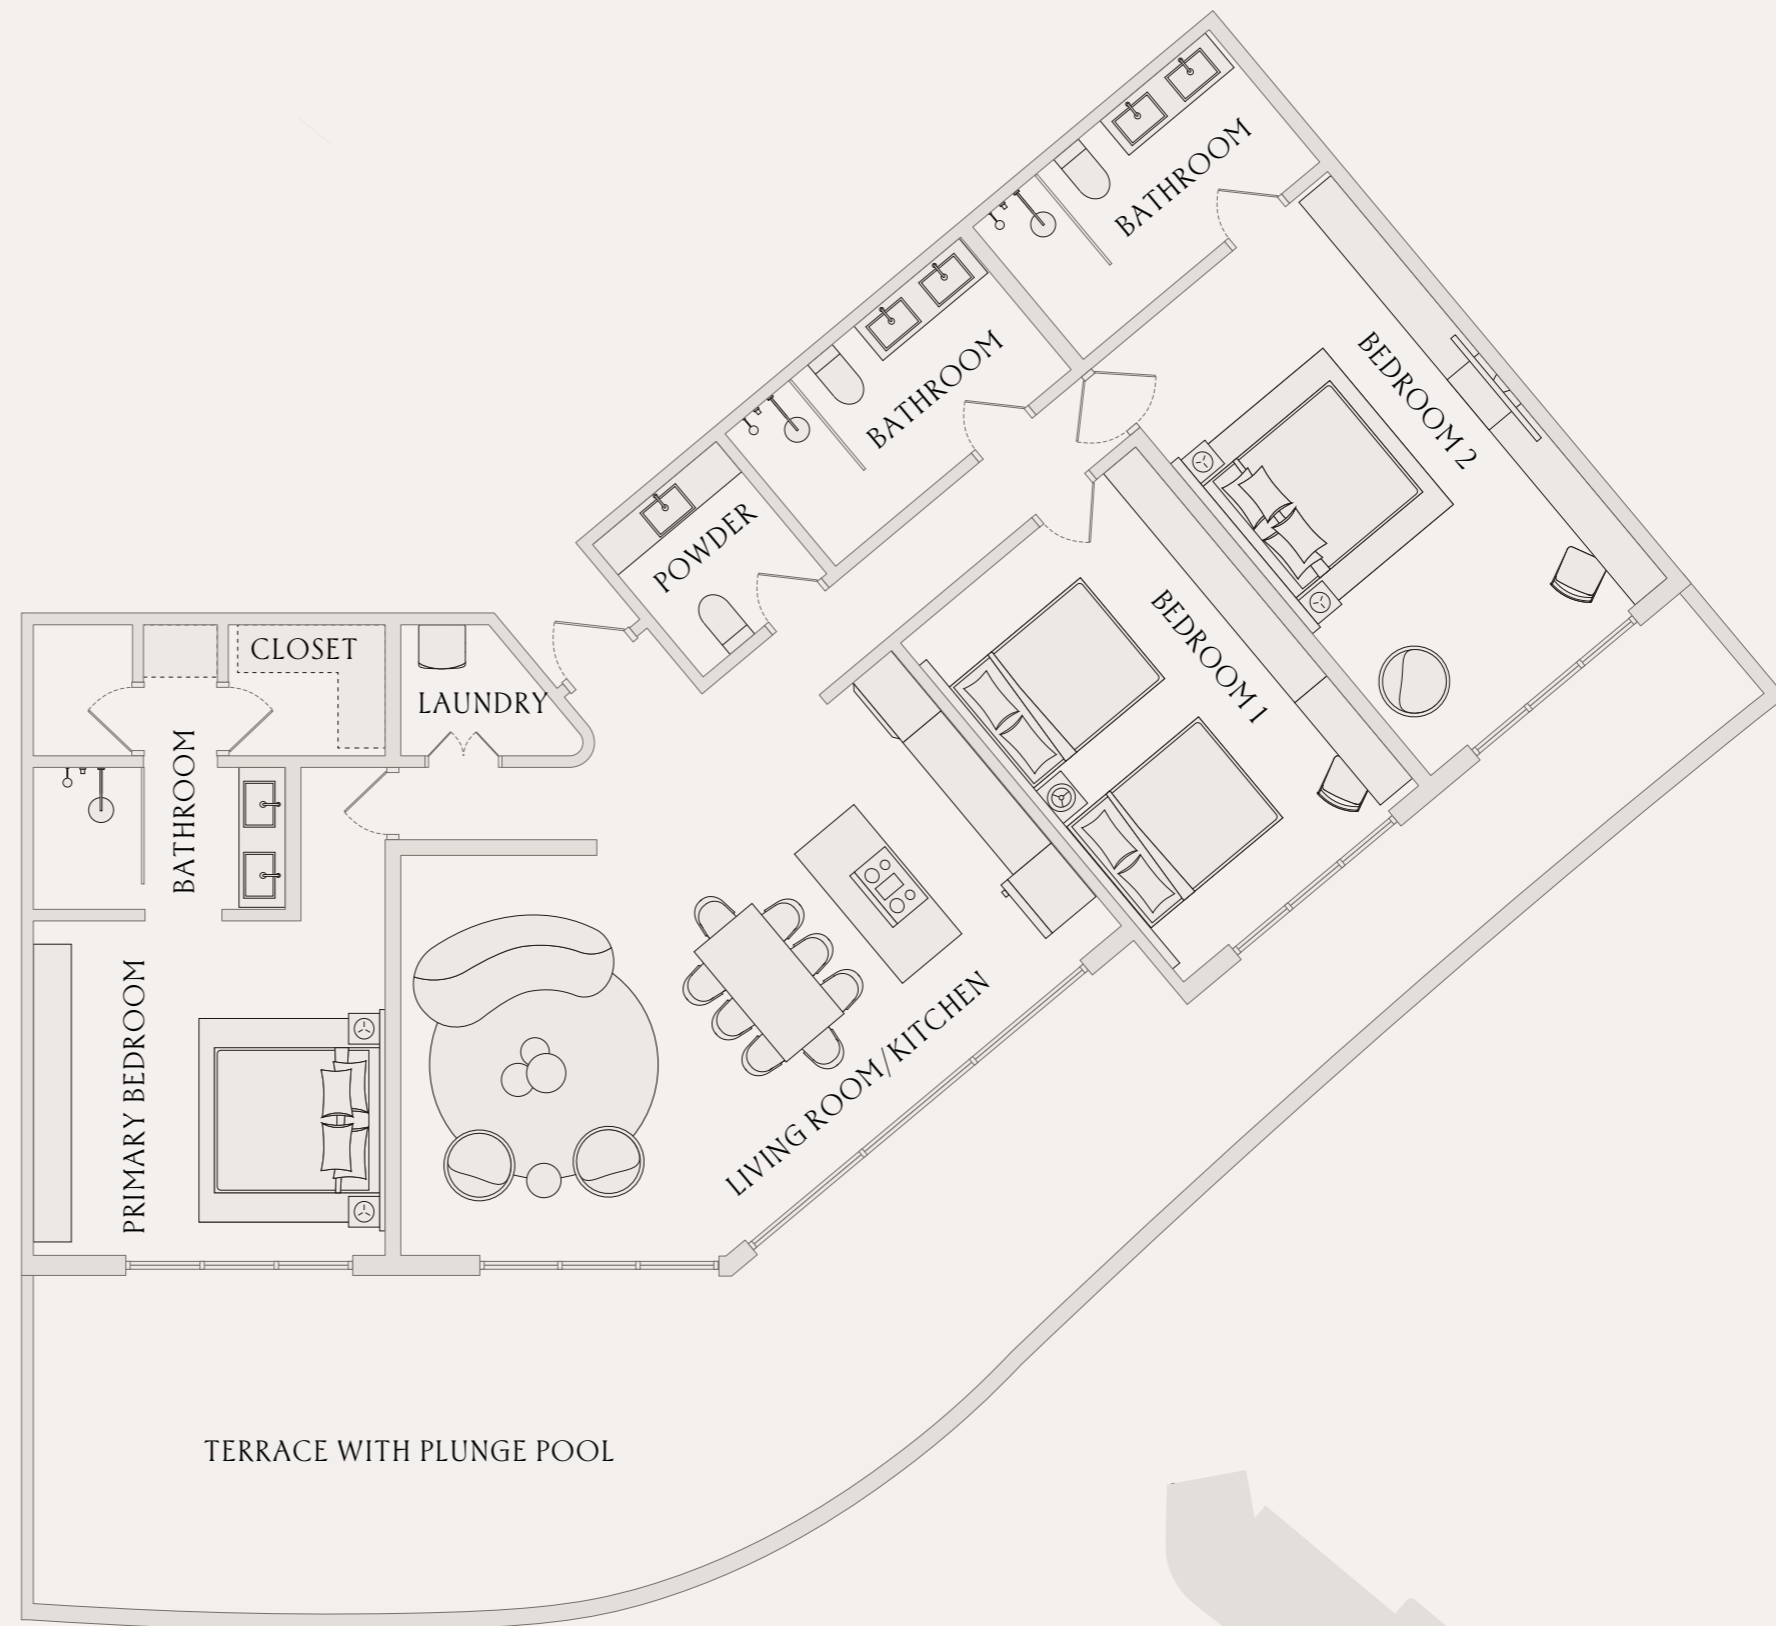 BATHROOM
BEDROOM 2
BATHROOM
POWDER
BEDROOM 1
CLOSET
LAUNDRY
BATHROOM
PRIMARY BEDROOM
LIVING ROOM/KITCHEN
TERRACE WITH PLUNGE POOL